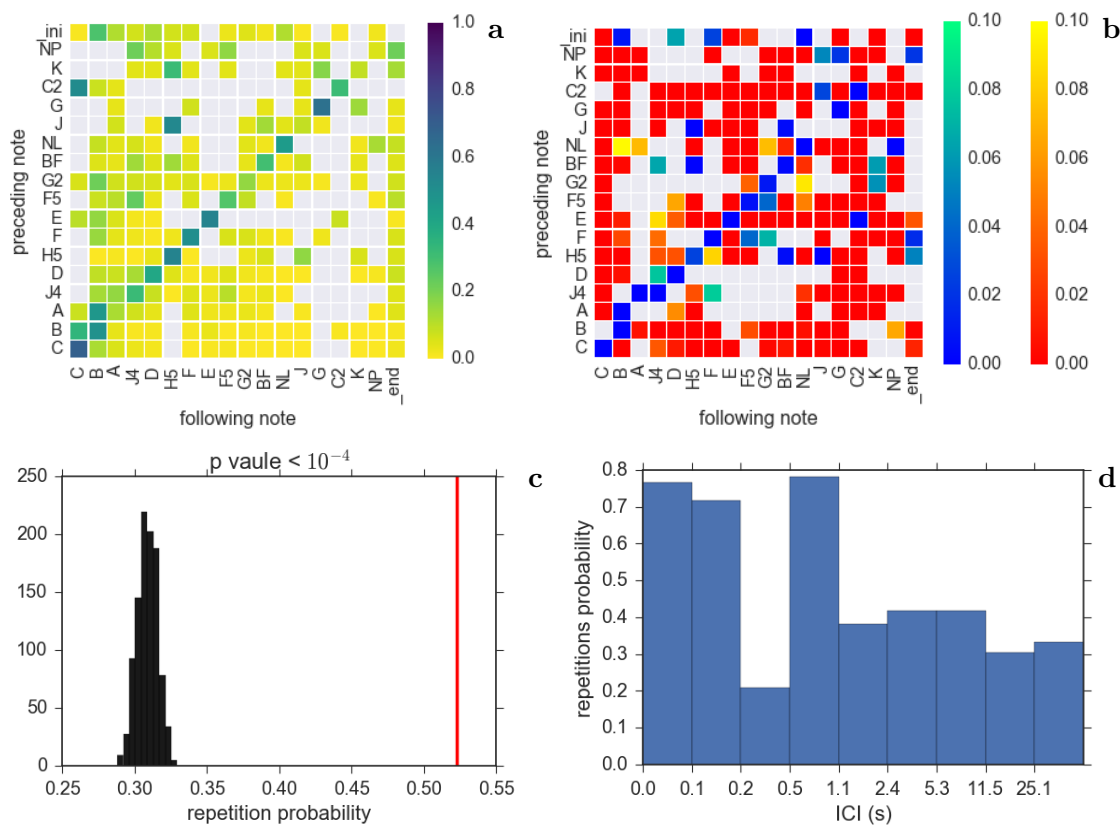 a
_ini
NP
K
C2
G
J
NL
BF
G2
F5
E
F
H5
D
J4
A
B
C
preceding note
C B A J4 D H5 F E F5 G2 BF NL J G C2 K NP _end
following note
1.0
0.8
0.6
0.4
0.2
0.0
b
_ini
NP
K
C2
G
J
NL
BF
G2
F5
E
F
H5
D
J4
A
B
C
preceding note
C B A J4 D H5 F E F5 G2 BF NL J G C2 K NP _end
following note
0.10
0.08
0.06
0.04
0.02
0.00
0.10
0.08
0.06
0.04
0.02
0.00
c
p vaule < 10⁻⁴
250
200
150
100
50
0
0.25 0.30 0.35 0.40 0.45 0.50 0.55
repetition probability
d
0.8
0.7
0.6
0.5
0.4
0.3
0.2
0.1
0.0
repetitions probability
0.0 0.1 0.2 0.5 1.1 2.4 5.3 11.5 25.1
ICI (s)